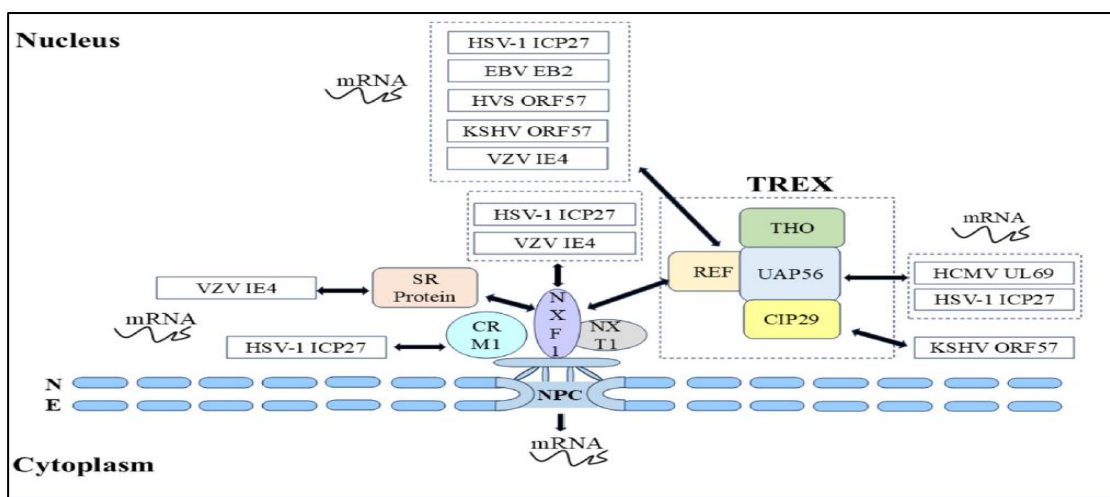 Nucleus
HSV-1 ICP27
EBV EB2
HVS ORF57
KSHV ORF57
VZV IE4
mRNA
HSV-1 ICP27
VZV IE4
TREX
THO
REF
UAP56
CIP29
mRNA
HCMV UL69
HSV-1 ICP27
KSHV ORF57
VZV IE4
SR
Protein
mRNA
HSV-1 ICP27
CR
M1
N
X
F
1
NX
T1
N
E
NPC
mRNA
Cytoplasm